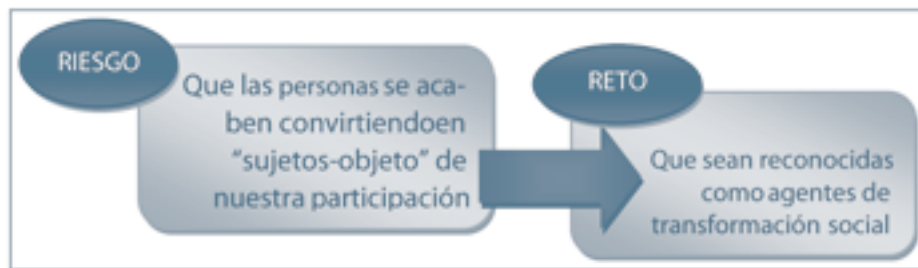 RIESGO
Que las personas se aca-
ben convirtiendoen
"sujetos-objeto" de
nuestra participación
RETO
Que sean reconocidas
como agentes de
transformación social